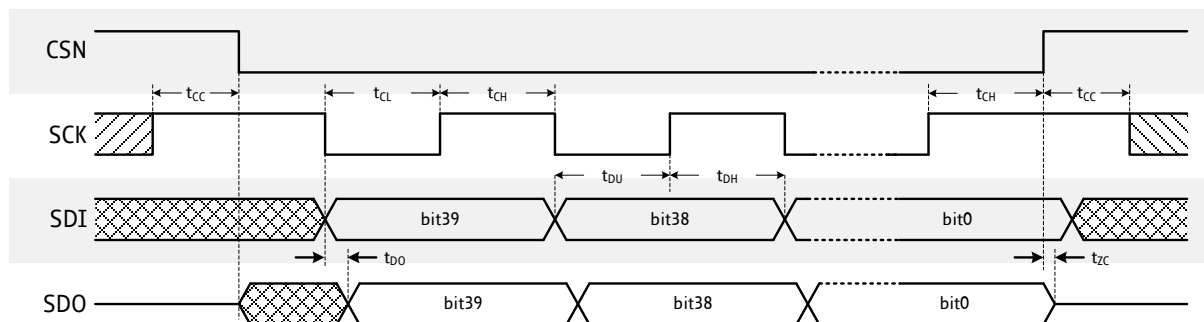 CSN
tCC tCL tCH tCH tCC
SCK
tDU tDH
SDI bit39 bit38 bit0
tDO tZC
SDO bit39 bit38 bit0